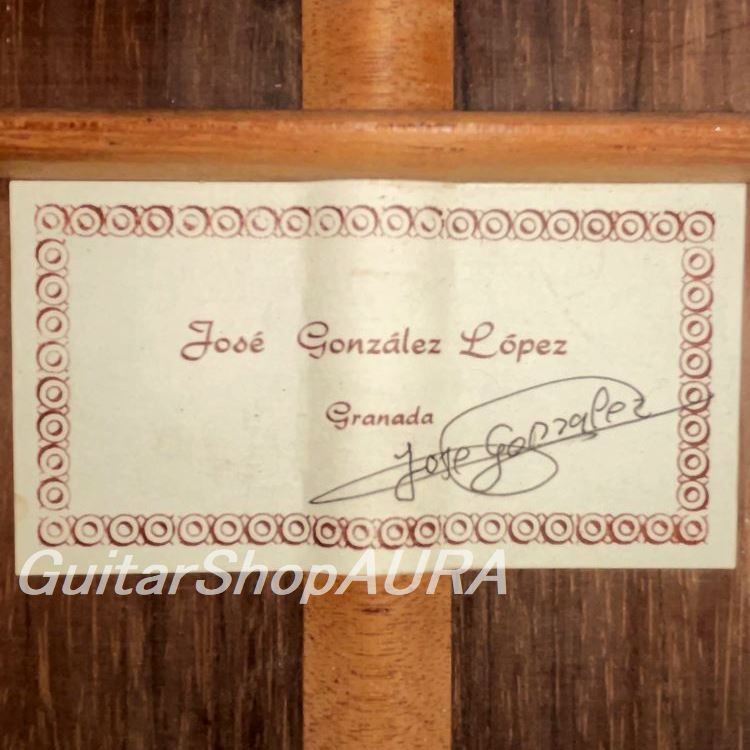 José González López
Granada
Jose Gonzalez
GuitarShopAURA